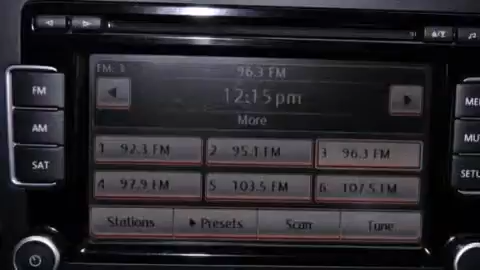 FM: 1
96.3 FM
12:15 pm
More
FM
AM
SAT
1 92.3 FM 2 95.1 FM 3 96.3 FM
4 97.9 FM 5 103.5 FM 6 107.5 FM
Stations Presets Scan Tune